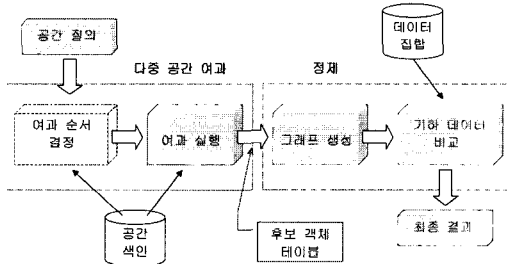 공간 질의
데이터
집합
다중 공간 여과
정제
여과 순서
결정
여과 실행
그래프 생성
기하 데이터
비교
공간
색인
후보 객체
테이블
최종 결과